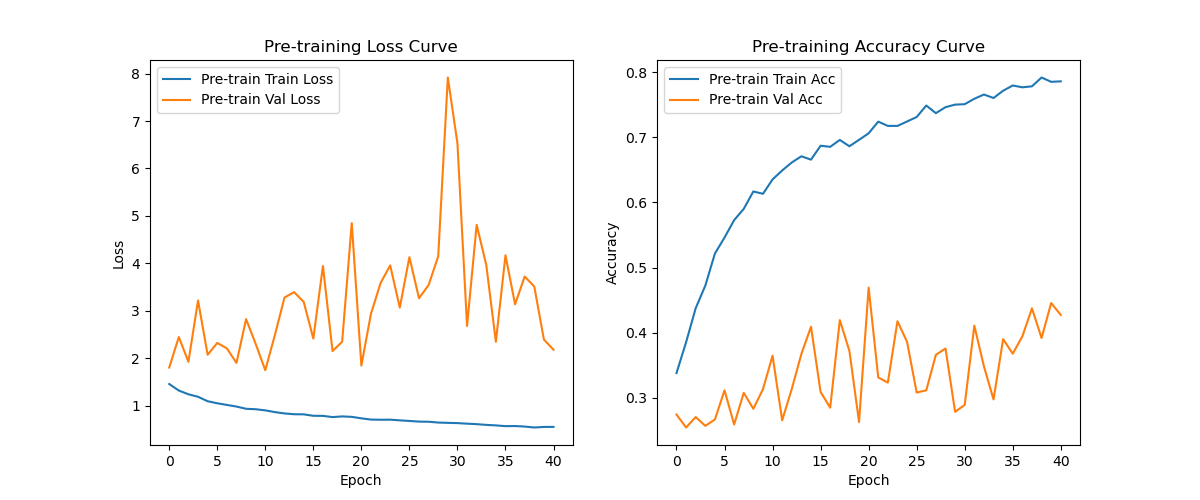 Pre-training Loss Curve
Pre-train Train Loss
Pre-train Val Loss
8
7
6
5
4
3
2
1
Loss
0 5 10 15 20 25 30 35 40
Epoch
Pre-training Accuracy Curve
Pre-train Train Acc
Pre-train Val Acc
0.8
0.7
0.6
0.5
0.4
0.3
Accuracy
0 5 10 15 20 25 30 35 40
Epoch